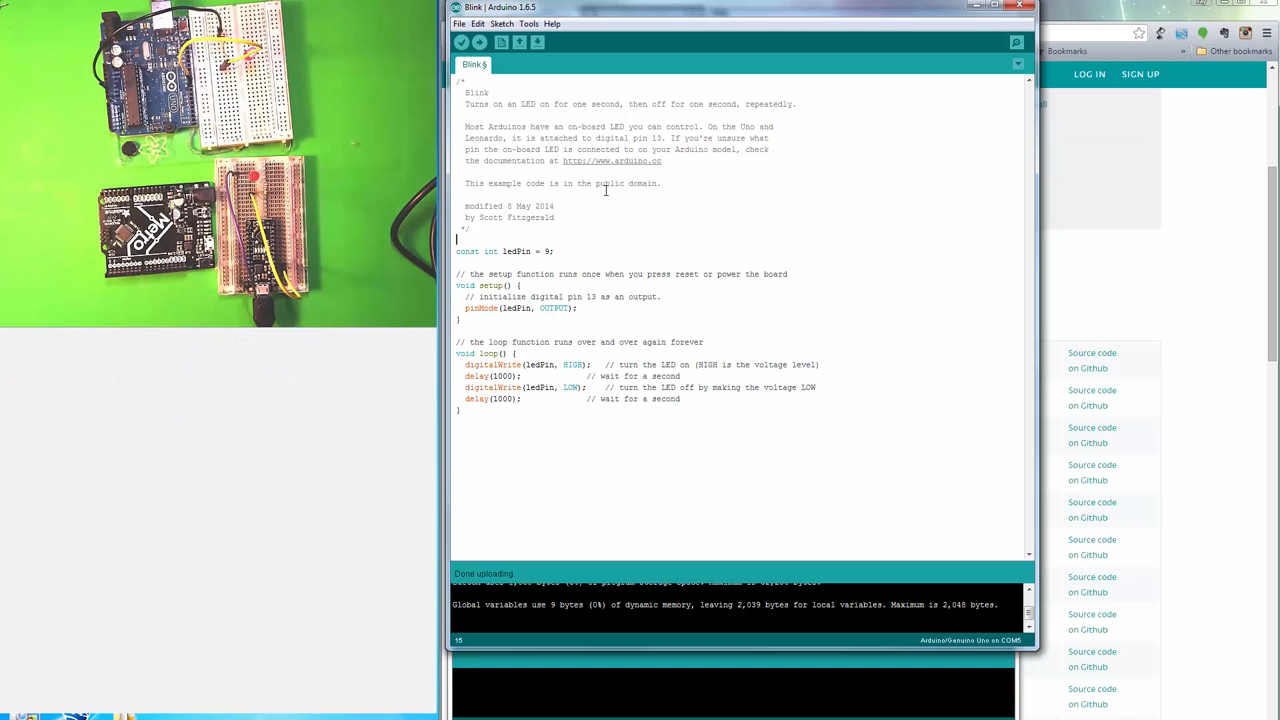 Blink | Arduino 1.6.5
File Edit Sketch Tools Help
Bookmarks
» Other bookmarks
Blink §
LOG IN SIGN UP
/*
Blink
Turns on an LED on for one second, then off for one second, repeatedly.
Most Arduinos have an on-board LED you can control. On the Uno and
Leonardo, it is attached to digital pin 13. If you're unsure what
pin the on-board LED is connected to on your Arduino model, check
the documentation at http://www.arduino.cc
This example code is in the public domain.
modified 8 May 2014
by Scott Fitzgerald
*/
const int ledPin = 9;
// the setup function runs once when you press reset or power the board
void setup() {
// initialize digital pin 13 as an output.
pinMode(ledPin, OUTPUT);
}
// the loop function runs over and over again forever
void loop() {
digitalWrite(ledPin, HIGH); // turn the LED on (HIGH is the voltage level)
delay(1000); // wait for a second
digitalWrite(ledPin, LOW); // turn the LED off by making the voltage LOW
delay(1000); // wait for a second
}
Done uploading.
Global variables use 9 bytes (0%) of dynamic memory, leaving 2,039 bytes for local variables. Maximum is 2,048 bytes.
15
Arduino/Genuino Uno on COM5
Source code
on Github
Source code
on Github
Source code
on Github
Source code
on Github
Source code
on Github
Source code
on Github
Source code
on Github
Source code
on Github
Source code
on Github
Source code
on Github
Metro
UNO